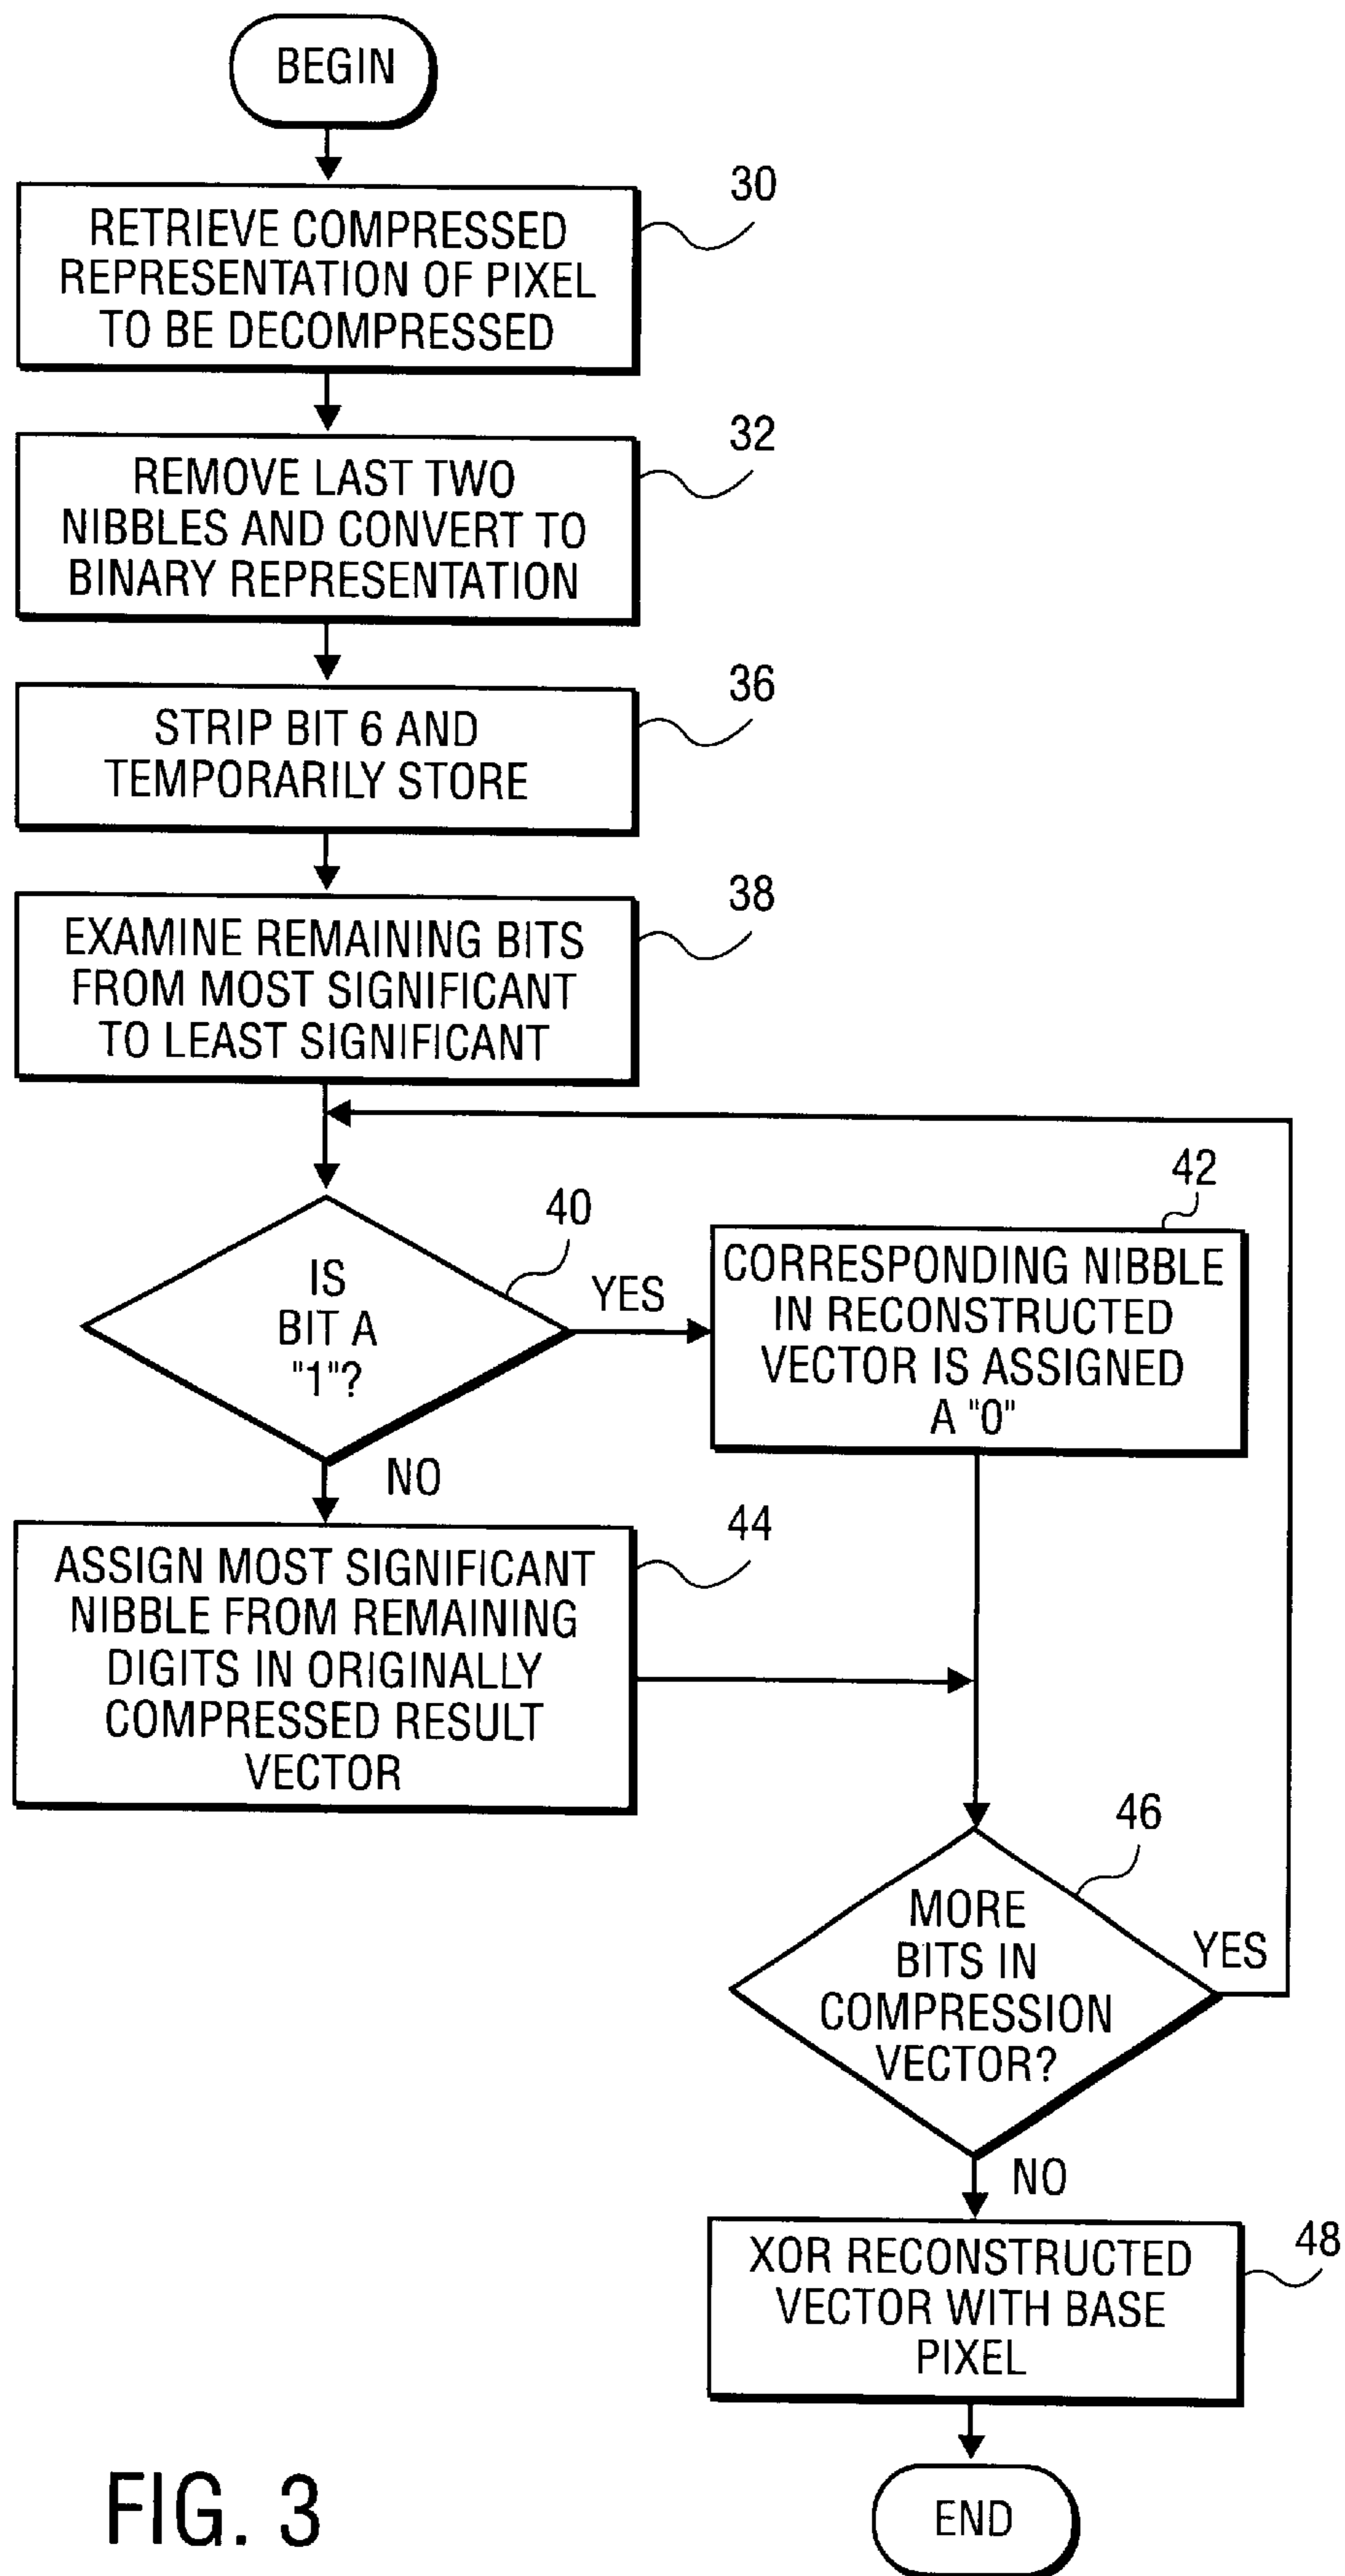 BEGIN
30
RETRIEVE COMPRESSED
REPRESENTATION OF PIXEL
TO BE DECOMPRESSED
32
REMOVE LAST TWO
NIBBLES AND CONVERT TO
BINARY REPRESENTATION
36
STRIP BIT 6 AND
TEMPORARILY STORE
38
EXAMINE REMAINING BITS
FROM MOST SIGNIFICANT
TO LEAST SIGNIFICANT
40
IS
BIT A
"1"?
YES
42
CORRESPONDING NIBBLE
IN RECONSTRUCTED
VECTOR IS ASSIGNED
A "0"
NO
44
ASSIGN MOST SIGNIFICANT
NIBBLE FROM REMAINING
DIGITS IN ORIGINALLY
COMPRESSED RESULT
VECTOR
46
MORE
BITS IN
COMPRESSION
VECTOR?
YES
NO
48
XOR RECONSTRUCTED
VECTOR WITH BASE
PIXEL
END
FIG. 3